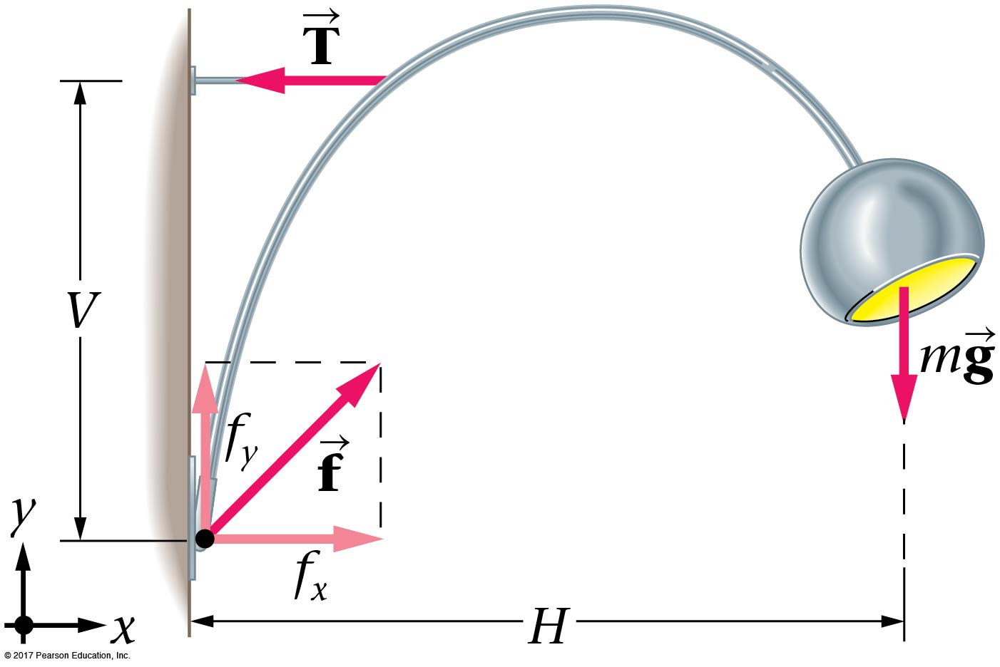 T⃗
V
mg⃗
f_y
f⃗
y
f_x
x
H
© 2017 Pearson Education, Inc.